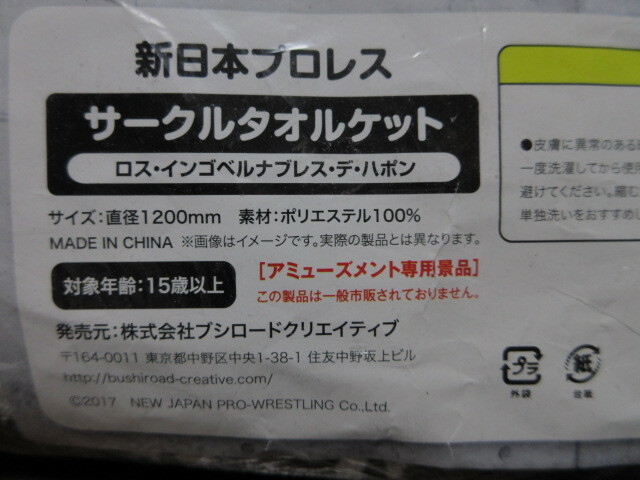 新日本プロレス
サークルタオルケット
ロス・インゴベルナブレス・デ・ハポン
サイズ:直径1200mm 素材:ポリエステル100%
MADE IN CHINA ※画像はイメージです。実際の製品とは異なります。
対象年齢:15歳以上
[アミューズメント専用景品]
この製品は一般市販されておりません。
発売元:株式会社ブシロードクリエイティブ
〒164-0011 東京都中野区中央1-38-1 住友中野坂上ビル
http://bushiroad-creative.com/
©2017 NEW JAPAN PRO-WRESTLING Co.,Ltd.
●皮膚に異常のある
一度洗濯してから使用
避けてください。縮む
単独洗いをおすすめし
プラ
外袋
紙
台紙